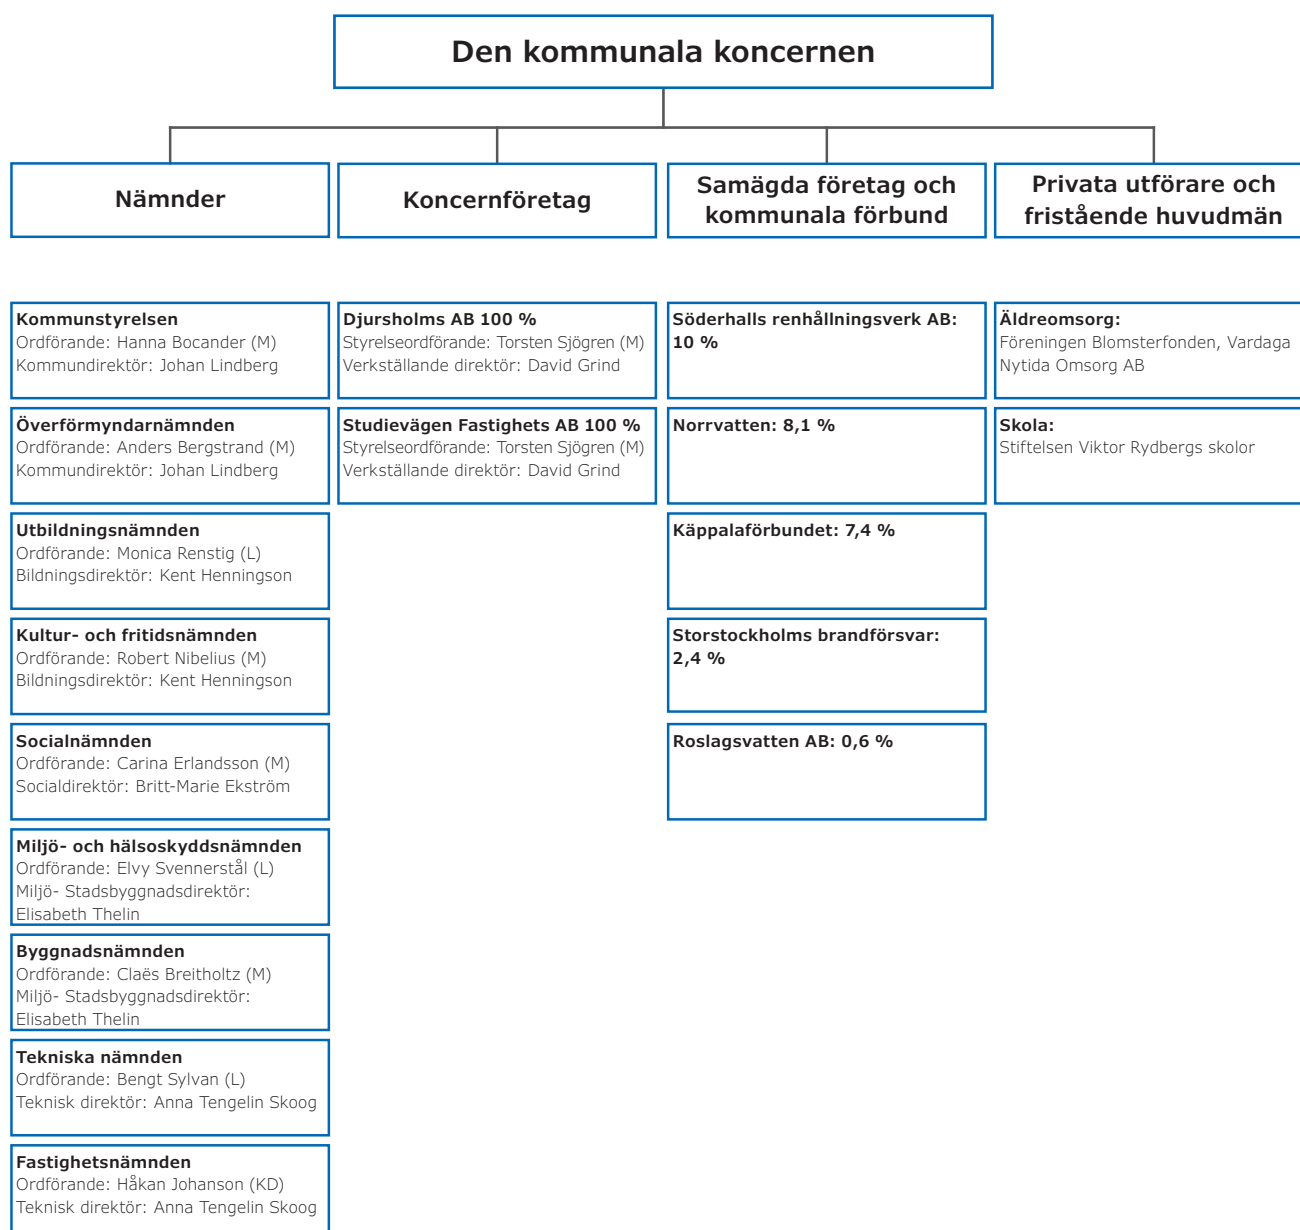 Den kommunala koncernen
Nämnder
Koncernföretag
Samägda företag och
kommunala förbund
Privata utförare och
fristående huvudmän
Kommunstyrelsen
Ordförande: Hanna Bocander (M)
Kommundirektör: Johan Lindberg
Överförmyndarnämnden
Ordförande: Anders Bergstrand (M)
Kommundirektör: Johan Lindberg
Utbildningsnämnden
Ordförande: Monica Renstig (L)
Bildningsdirektör: Kent Henningson
Kultur- och fritidsnämnden
Ordförande: Robert Nibelius (M)
Bildningsdirektör: Kent Henningson
Socialnämnden
Ordförande: Carina Erlandsson (M)
Socialdirektör: Britt-Marie Ekström
Miljö- och hälsoskyddsnämnden
Ordförande: Elvy Svennerstål (L)
Miljö- Stadsbyggnadsdirektör:
Elisabeth Thelin
Byggnadsnämnden
Ordförande: Claës Breitholtz (M)
Miljö- Stadsbyggnadsdirektör:
Elisabeth Thelin
Tekniska nämnden
Ordförande: Bengt Sylvan (L)
Teknisk direktör: Anna Tengelin Skoog
Fastighetsnämnden
Ordförande: Håkan Johanson (KD)
Teknisk direktör: Anna Tengelin Skoog
Djursholms AB 100 %
Styrelseordförande: Torsten Sjögren (M)
Verkställande direktör: David Grind
Studievägen Fastighets AB 100 %
Styrelseordförande: Torsten Sjögren (M)
Verkställande direktör: David Grind
Söderhalls renhållningsverk AB:
10 %
Norrvatten: 8,1 %
Käppalaförbundet: 7,4 %
Storstockholms brandförsvar:
2,4 %
Roslagsvatten AB: 0,6 %
Äldreomsorg:
Föreningen Blomsterfonden, Vardaga
Nytida Omsorg AB
Skola:
Stiftelsen Viktor Rydbergs skolor